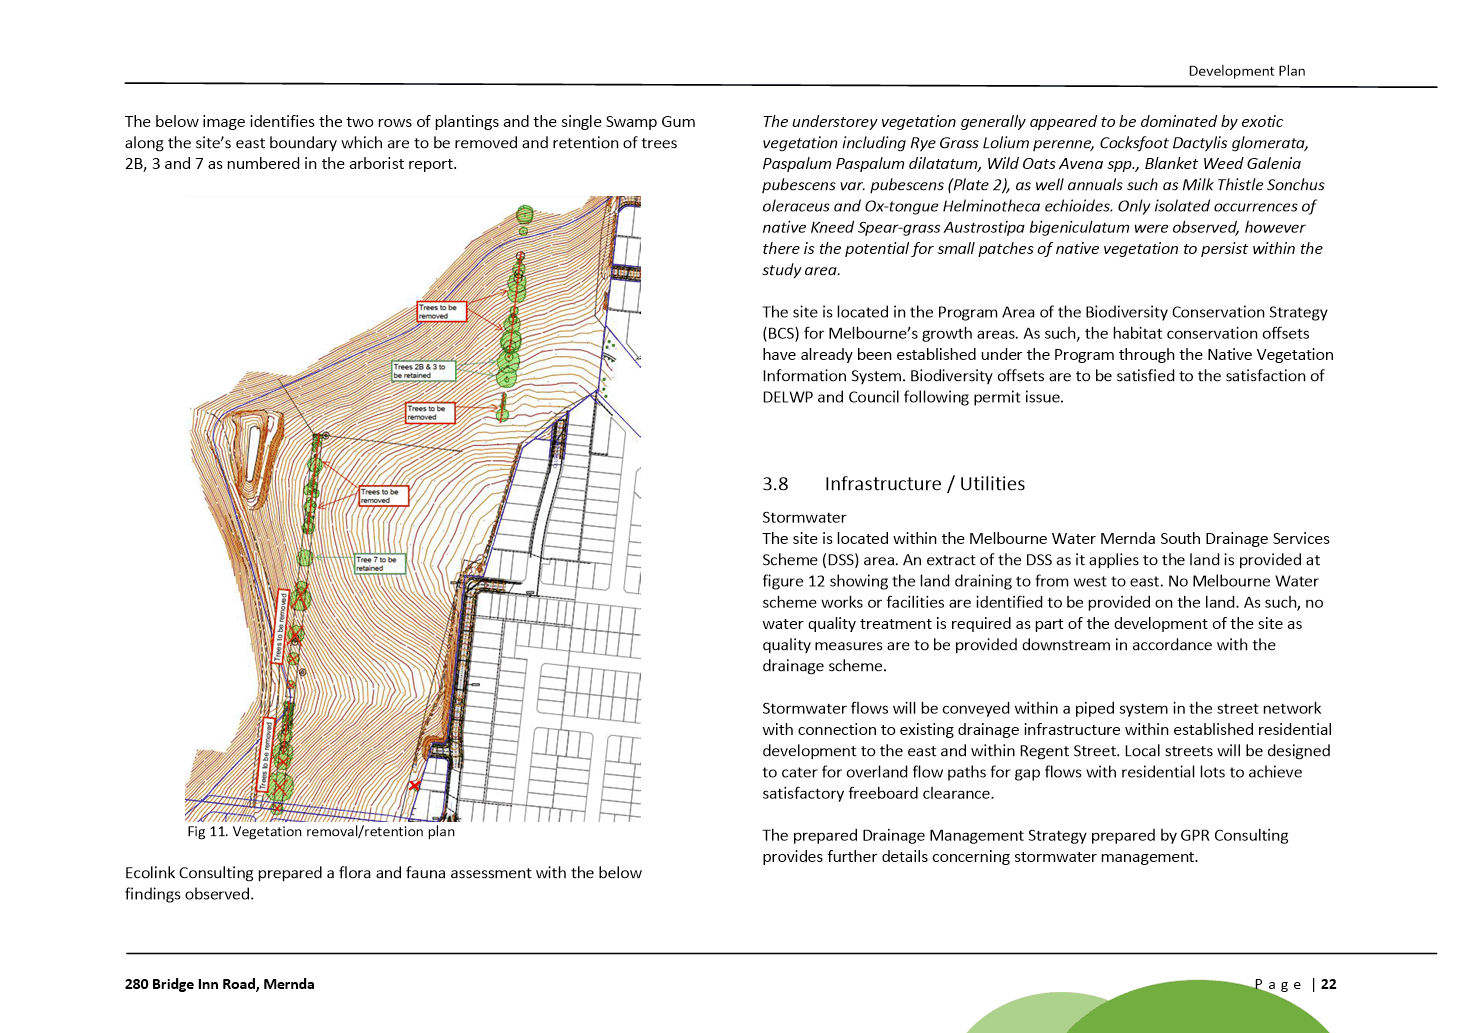 Development Plan
The below image identifies the two rows of plantings and the single Swamp Gum
along the site's east boundary which are to be removed and retention of trees
2B, 3 and 7 as numbered in the arborist report.
Trees to be
removed
Trees 2B & 3 to
be retained
Trees to be
removed
Trees to be
removed
Tree 7 to be
retained
Trees to be removed
Trees to be removed
Fig 11. Vegetation removal/retention plan
Ecolink Consulting prepared a flora and fauna assessment with the below
findings observed.
The understorey vegetation generally appeared to be dominated by exotic
vegetation including Rye Grass Lolium perenne, Cocksfoot Dactylis glomerata,
Paspalum Paspalum dilatatum, Wild Oats Avena spp., Blanket Weed Galenia
pubescens var. pubescens (Plate 2), as well annuals such as Milk Thistle Sonchus
oleraceus and Ox-tongue Helminotheca echioides. Only isolated occurrences of
native Kneed Spear-grass Austrostipa bigeniculatum were observed, however
there is the potential for small patches of native vegetation to persist within the
study area.
The site is located in the Program Area of the Biodiversity Conservation Strategy
(BCS) for Melbourne's growth areas. As such, the habitat conservation offsets
have already been established under the Program through the Native Vegetation
Information System. Biodiversity offsets are to be satisfied to the satisfaction of
DELWP and Council following permit issue.
3.8 Infrastructure / Utilities
Stormwater
The site is located within the Melbourne Water Mernda South Drainage Services
Scheme (DSS) area. An extract of the DSS as it applies to the land is provided at
figure 12 showing the land draining to from west to east. No Melbourne Water
scheme works or facilities are identified to be provided on the land. As such, no
water quality treatment is required as part of the development of the site as
quality measures are to be provided downstream in accordance with the
drainage scheme.
Stormwater flows will be conveyed within a piped system in the street network
with connection to existing drainage infrastructure within established residential
development to the east and within Regent Street. Local streets will be designed
to cater for overland flow paths for gap flows with residential lots to achieve
satisfactory freeboard clearance.
The prepared Drainage Management Strategy prepared by GPR Consulting
provides further details concerning stormwater management.
280 Bridge Inn Road, Mernda
Page | 22